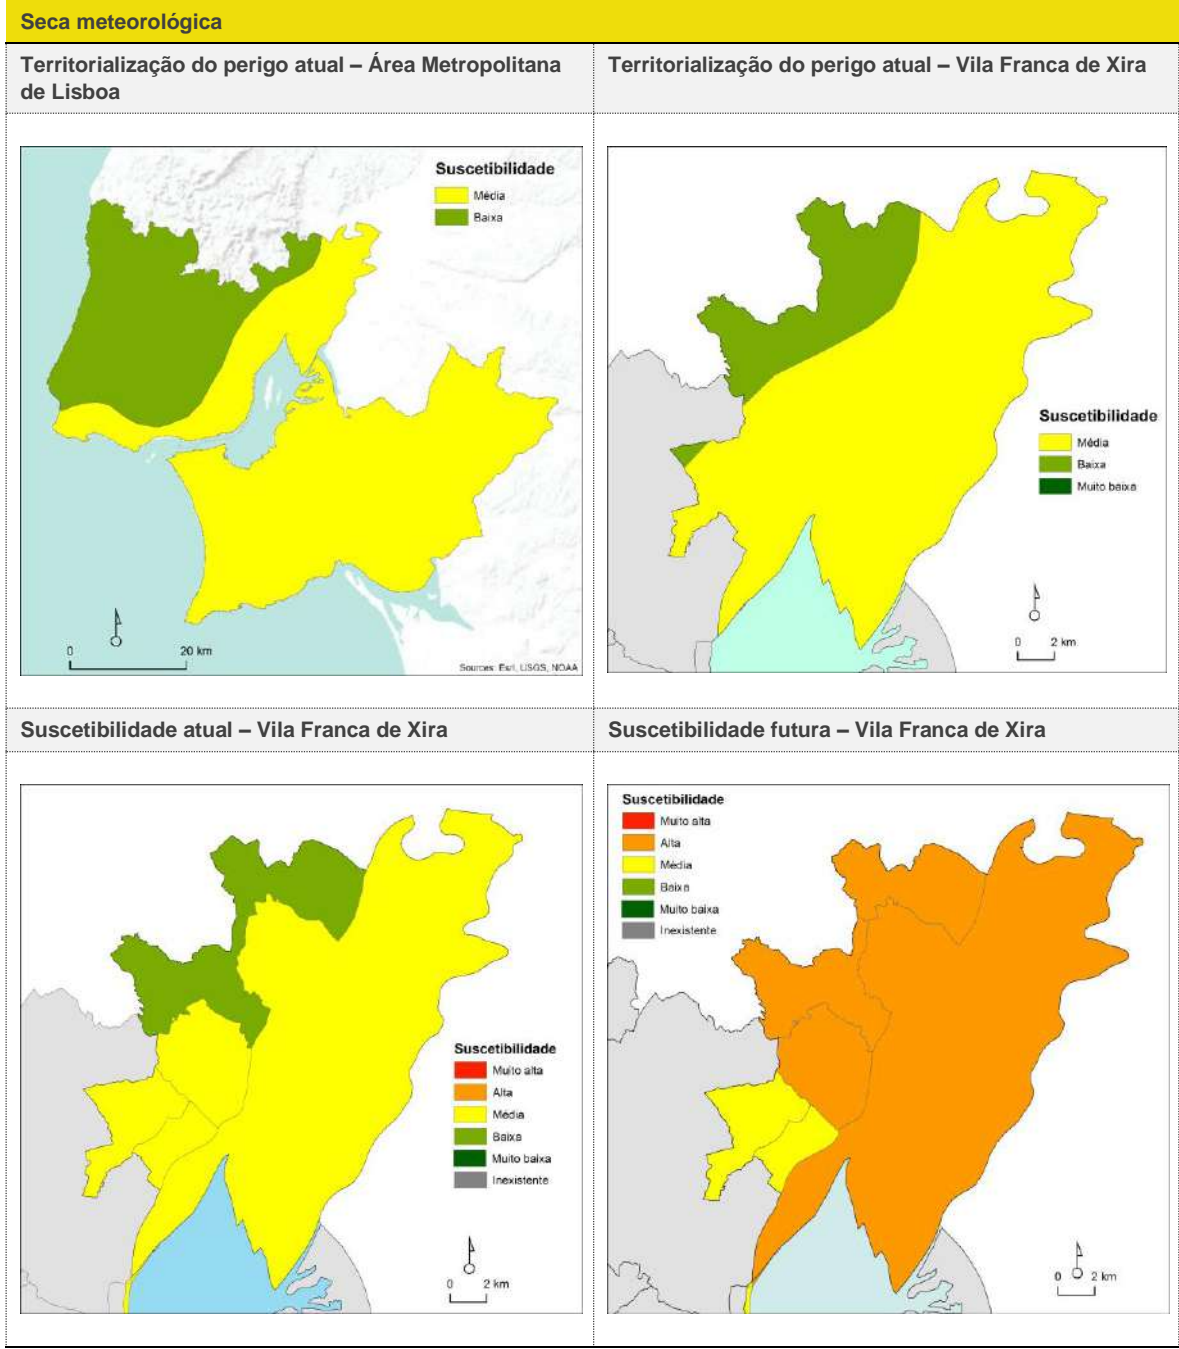 Seca meteorológica
Territorialização do perigo atual – Área Metropolitana
de Lisboa
Territorialização do perigo atual – Vila Franca de Xira
Suscetibilidade
Média
Baixa
0 20 km
Sources: Esri, USGS, NOAA
Suscetibilidade
Média
Baixa
Muito baixa
0 2 km
Suscetibilidade atual – Vila Franca de Xira
Suscetibilidade futura – Vila Franca de Xira
Suscetibilidade
Muito alta
Alta
Média
Baixa
Muito baixa
Inexistente
0 2 km
Suscetibilidade
Muito alta
Alta
Média
Baixa
Muito baixa
Inexistente
0 2 km